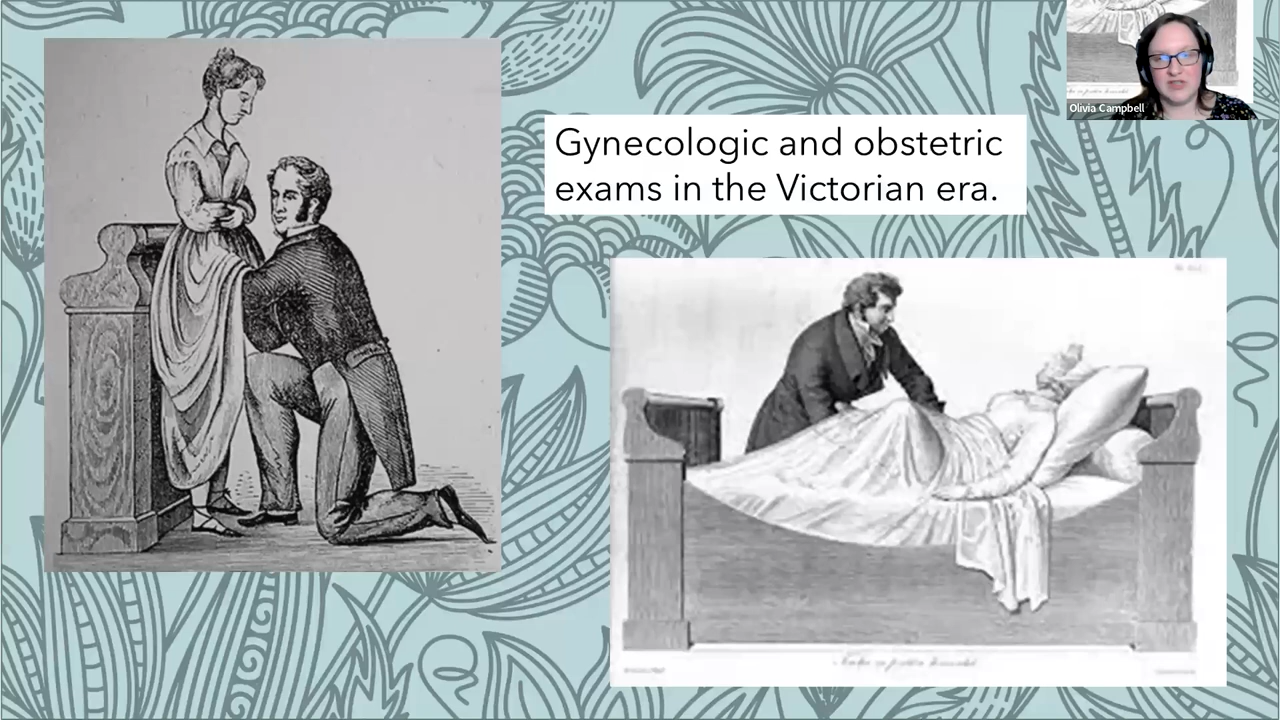 Gynecologic and obstetric
exams in the Victorian era.
Olivia Campbell